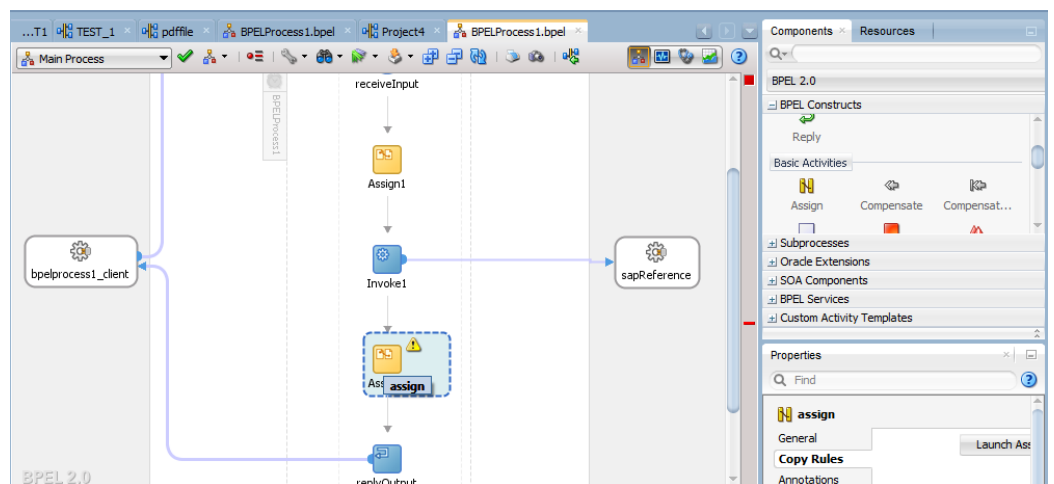 ...T1 TEST_1 pdffile BPELProcess1.bpel Project4 BPELProcess1.bpel
Main Process
BPELProcess1
receiveInput
Assign1
bpelprocess1_client
Invoke1
sapReference
assign
replyOutput
BPEL 2.0
Components Resources
BPEL 2.0
BPEL Constructs
Reply
Basic Activities
Assign Compensate Compensat...
Subprocesses
Oracle Extensions
SOA Components
BPEL Services
Custom Activity Templates
Properties
Find
assign
General
Launch Ass
Copy Rules
Annotations